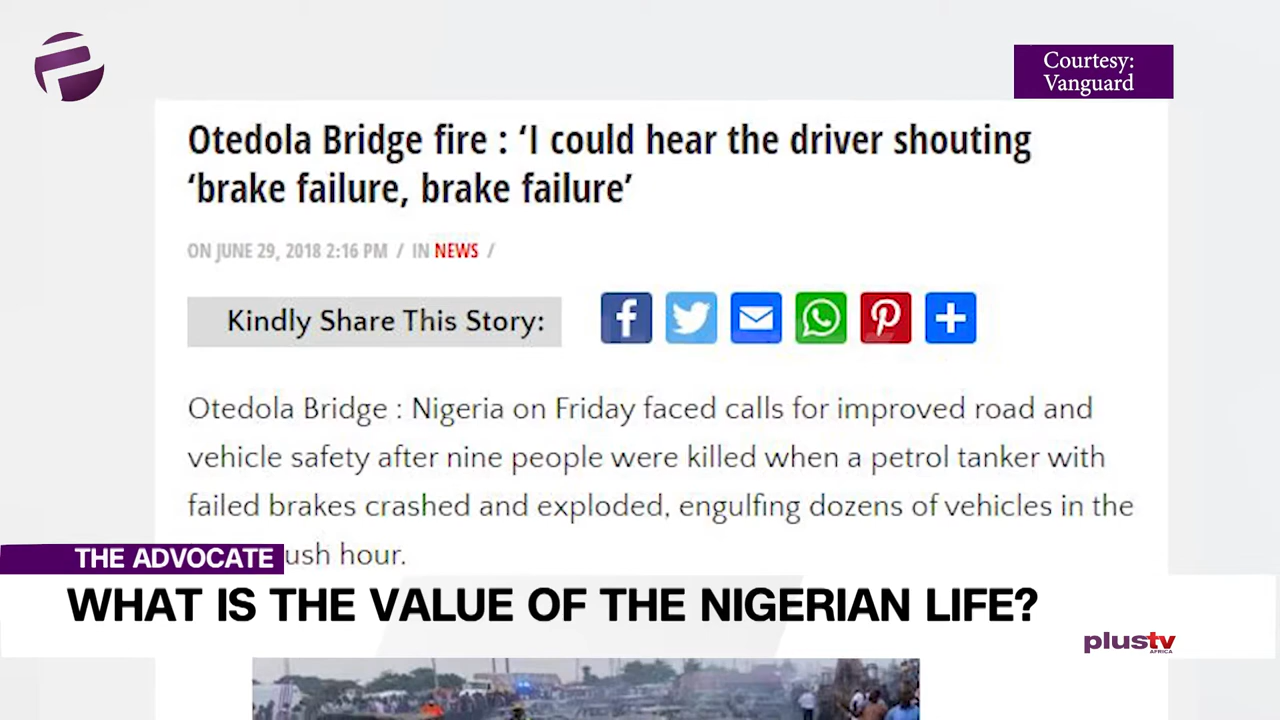 Courtesy:
Vanguard
Otedola Bridge fire : ‘I could hear the driver shouting
‘brake failure, brake failure’
ON JUNE 29, 2018 2:16 PM / IN NEWS /
Kindly Share This Story:
Otedola Bridge : Nigeria on Friday faced calls for improved road and
vehicle safety after nine people were killed when a petrol tanker with
failed brakes crashed and exploded, engulfing dozens of vehicles in the
hour.
THE ADVOCATE
WHAT IS THE VALUE OF THE NIGERIAN LIFE?
plustv
AFRICA